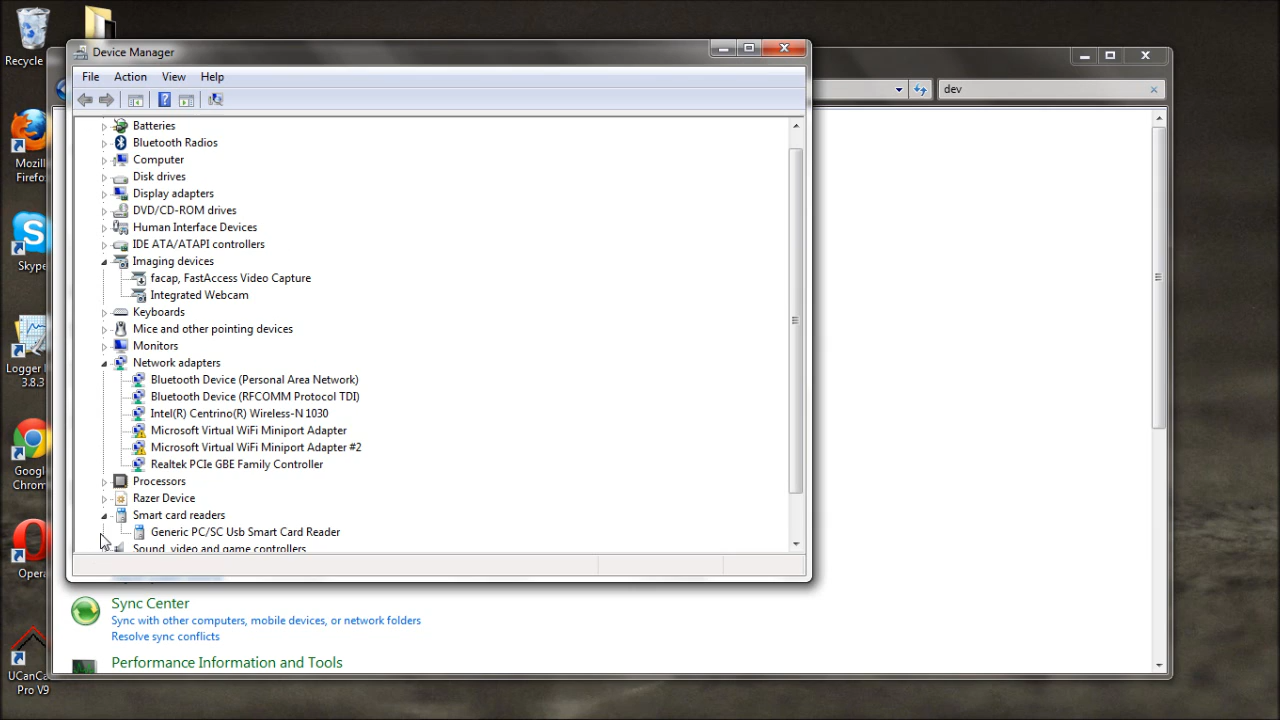 Recycle
Mozil
Firefo
Skype
Logger
3.8.3
Google
Chrom
Opera
UCanCa
Pro V9
Device Manager
File Action View Help
Batteries
Bluetooth Radios
Computer
Disk drives
Display adapters
DVD/CD-ROM drives
Human Interface Devices
IDE ATA/ATAPI controllers
Imaging devices
facap, FastAccess Video Capture
Integrated Webcam
Keyboards
Mice and other pointing devices
Monitors
Network adapters
Bluetooth Device (Personal Area Network)
Bluetooth Device (RFCOMM Protocol TDI)
Intel(R) Centrino(R) Wireless-N 1030
Microsoft Virtual WiFi Miniport Adapter
Microsoft Virtual WiFi Miniport Adapter #2
Realtek PCIe GBE Family Controller
Processors
Razer Device
Smart card readers
Generic PC/SC Usb Smart Card Reader
Sound, video and game controllers
dev
Sync Center
Sync with other computers, mobile devices, or network folders
Resolve sync conflicts
Performance Information and Tools